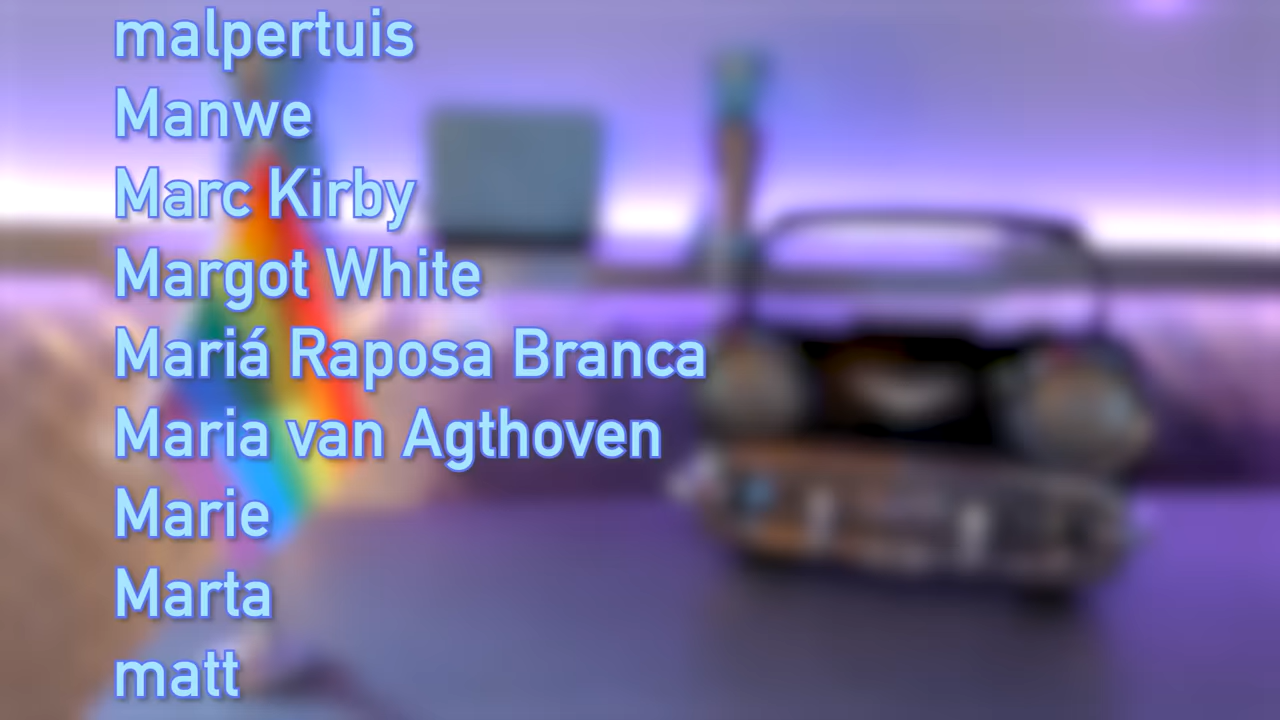 malpertuis
Manwe
Marc Kirby
Margot White
Mariá Raposa Branca
Maria van Agthoven
Marie
Marta
matt